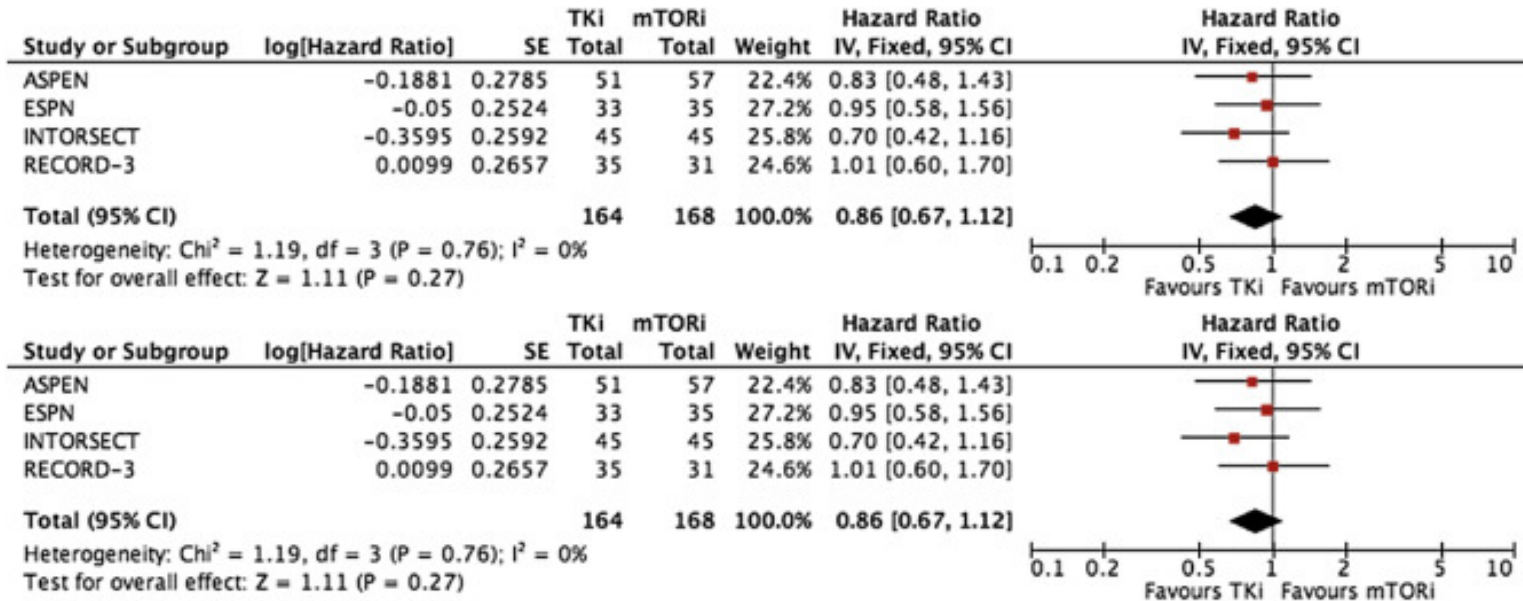 TKi mTORi Hazard Ratio Hazard Ratio
Study or Subgroup log[Hazard Ratio] SE Total Total Weight IV, Fixed, 95% CI IV, Fixed, 95% CI
ASPEN -0.1881 0.2785 51 57 22.4% 0.83 [0.48, 1.43]
ESPN -0.05 0.2524 33 35 27.2% 0.95 [0.58, 1.56]
INTORSECT -0.3595 0.2592 45 45 25.8% 0.70 [0.42, 1.16]
RECORD-3 0.0099 0.2657 35 31 24.6% 1.01 [0.60, 1.70]
Total (95% CI) 164 168 100.0% 0.86 [0.67, 1.12]
Heterogeneity: Chi² = 1.19, df = 3 (P = 0.76); I² = 0%
Test for overall effect: Z = 1.11 (P = 0.27)
0.1 0.2 0.5 1 2 5 10
Favours TKi Favours mTORi
TKi mTORi Hazard Ratio Hazard Ratio
Study or Subgroup log[Hazard Ratio] SE Total Total Weight IV, Fixed, 95% CI IV, Fixed, 95% CI
ASPEN -0.1881 0.2785 51 57 22.4% 0.83 [0.48, 1.43]
ESPN -0.05 0.2524 33 35 27.2% 0.95 [0.58, 1.56]
INTORSECT -0.3595 0.2592 45 45 25.8% 0.70 [0.42, 1.16]
RECORD-3 0.0099 0.2657 35 31 24.6% 1.01 [0.60, 1.70]
Total (95% CI) 164 168 100.0% 0.86 [0.67, 1.12]
Heterogeneity: Chi² = 1.19, df = 3 (P = 0.76); I² = 0%
Test for overall effect: Z = 1.11 (P = 0.27)
0.1 0.2 0.5 1 2 5 10
Favours TKi Favours mTORi